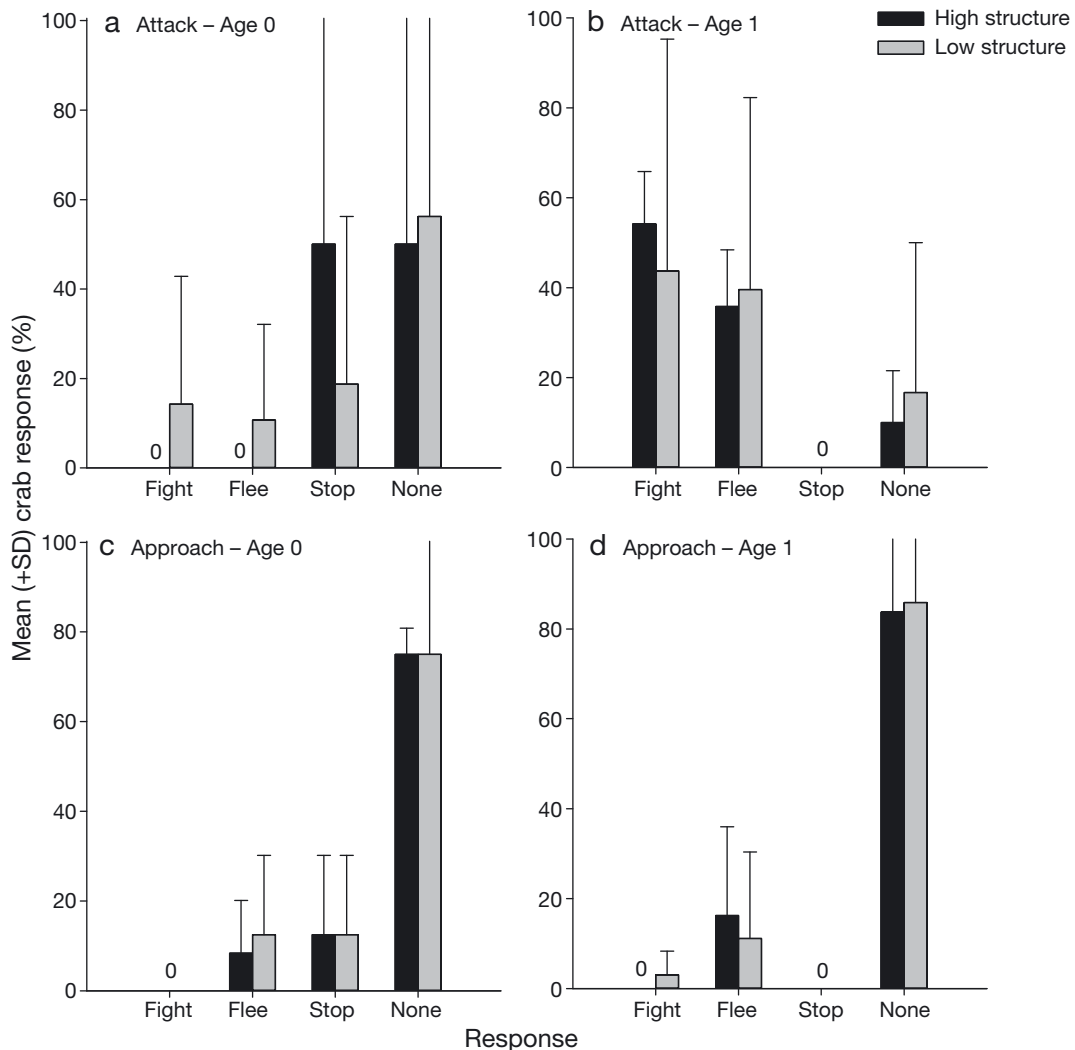 a Attack – Age 0
100
80
60
40
20
0
0
0
Fight
Flee
Stop
None
b Attack – Age 1
100
80
60
40
20
0
0
Fight
Flee
Stop
None
High structure
Low structure
c Approach – Age 0
100
80
60
40
20
0
0
Fight
Flee
Stop
None
d Approach – Age 1
100
80
60
40
20
0
0
0
Fight
Flee
Stop
None
Mean (+SD) crab response (%)
Response